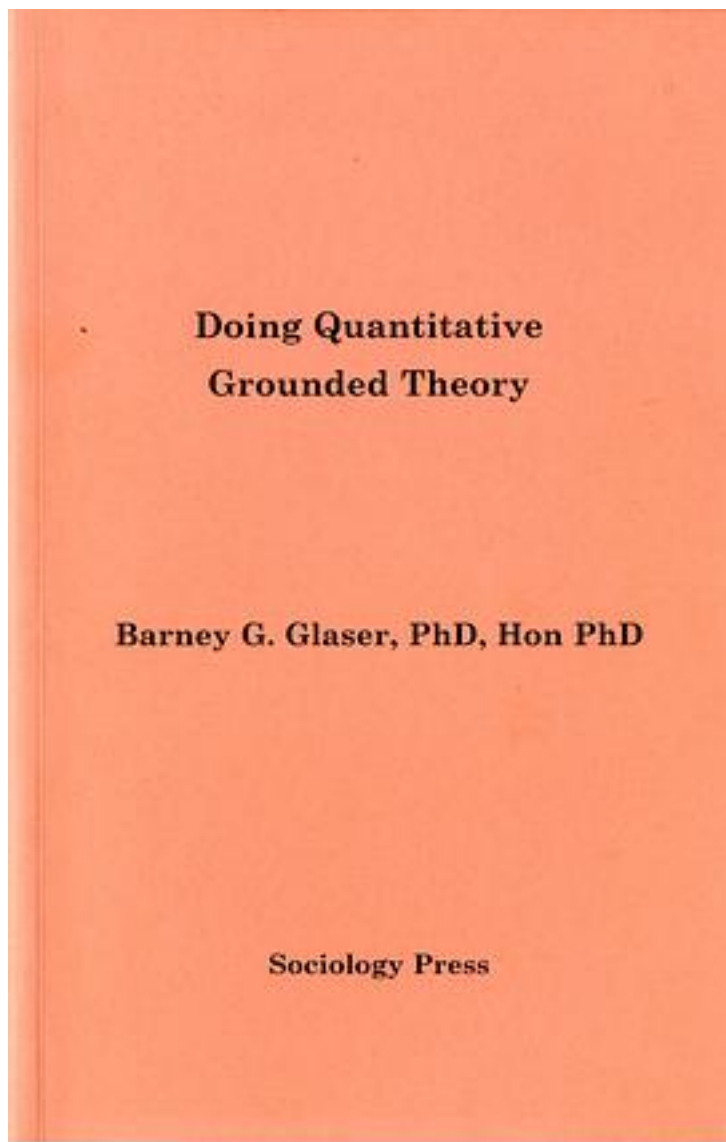 Doing Quantitative
Grounded Theory
Barney G. Glaser, PhD, Hon PhD
Sociology Press